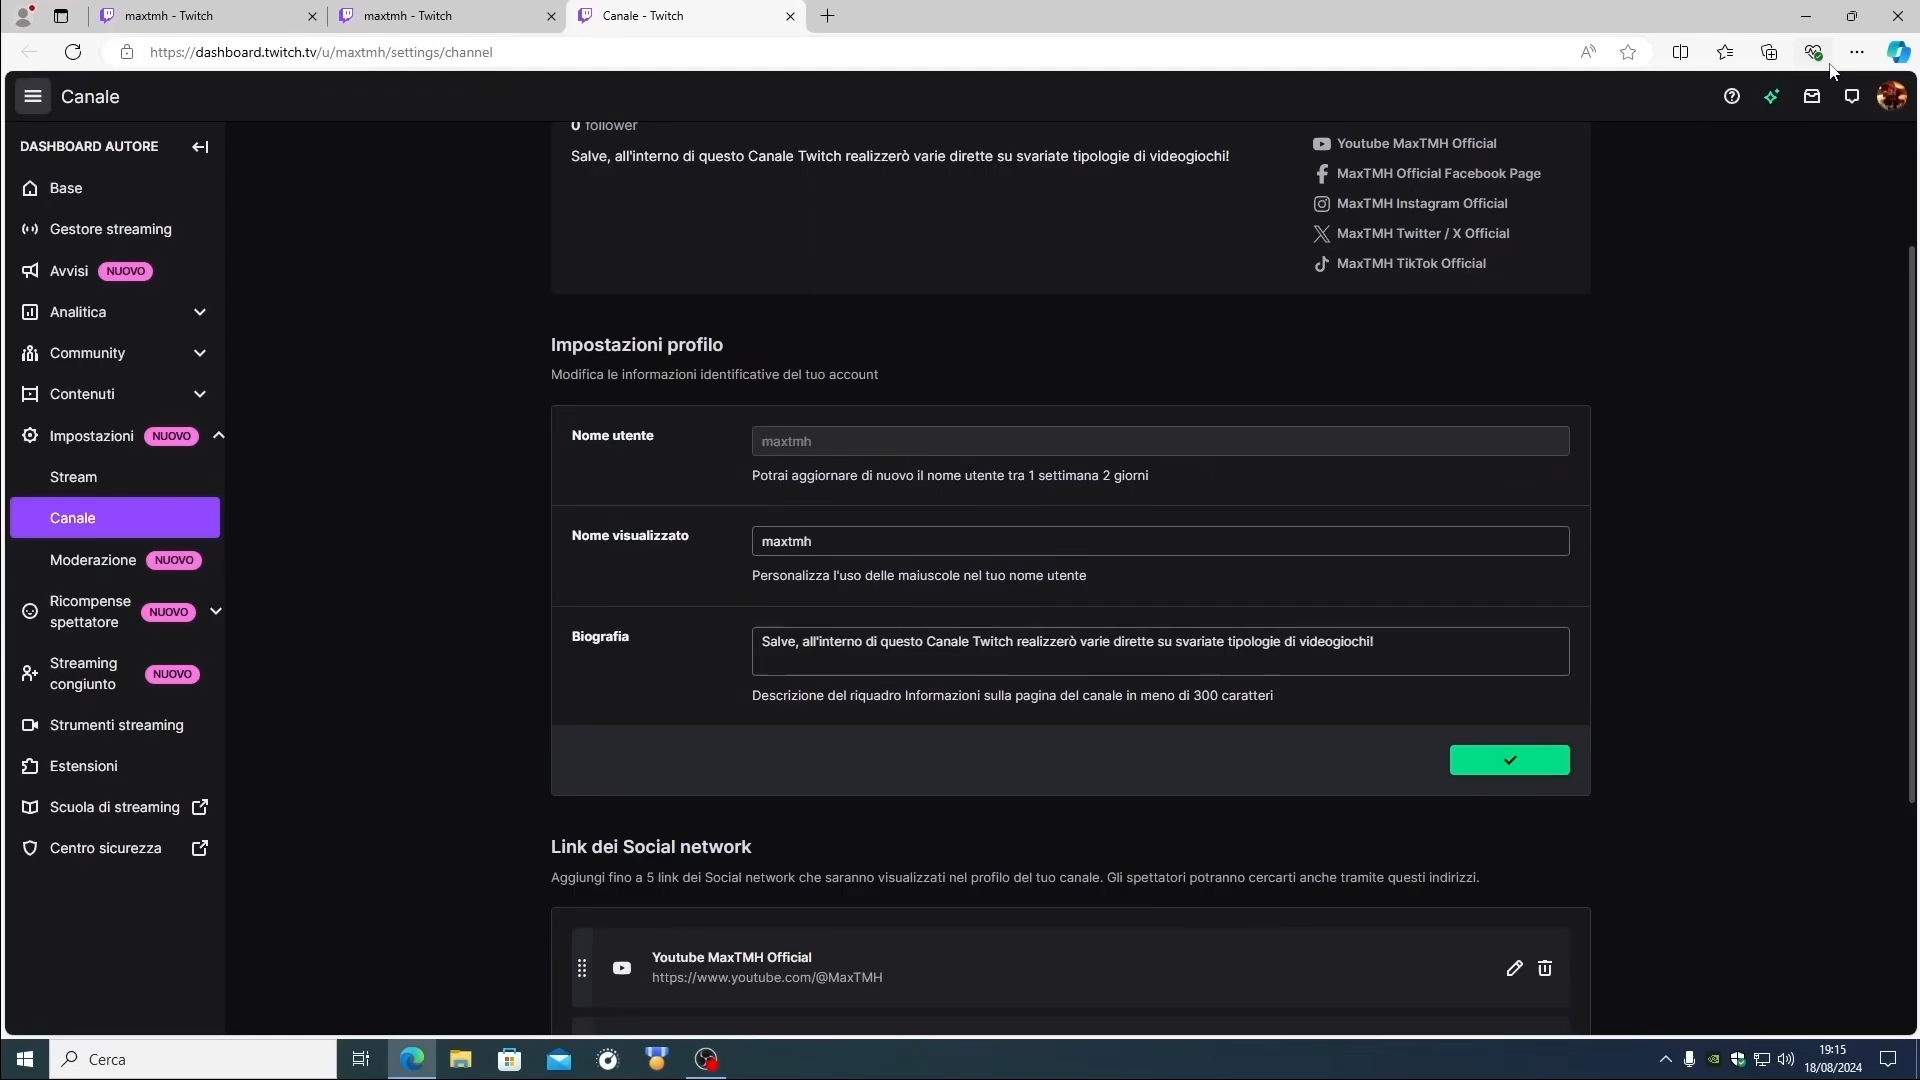 maxtmh - Twitch
maxtmh - Twitch
Canale - Twitch
https://dashboard.twitch.tv/u/maxtmh/settings/channel
Canale
DASHBOARD AUTORE
Base
Gestore streaming
Avvisi NUOVO
Analitica
Community
Contenuti
Impostazioni NUOVO
Stream
Canale
Moderazione NUOVO
Ricompense
spettatore NUOVO
Streaming
congiunto NUOVO
Strumenti streaming
Estensioni
Scuola di streaming
Centro sicurezza
0 follower
Salve, all'interno di questo Canale Twitch realizzerò varie dirette su svariate tipologie di videogiochi!
Youtube MaxTMH Official
MaxTMH Official Facebook Page
MaxTMH Instagram Official
MaxTMH Twitter / X Official
MaxTMH TikTok Official
Impostazioni profilo
Modifica le informazioni identificative del tuo account
Nome utente
maxtmh
Potrai aggiornare di nuovo il nome utente tra 1 settimana 2 giorni
Nome visualizzato
maxtmh
Personalizza l'uso delle maiuscole nel tuo nome utente
Biografia
Salve, all'interno di questo Canale Twitch realizzerò varie dirette su svariate tipologie di videogiochi!
Descrizione del riquadro Informazioni sulla pagina del canale in meno di 300 caratteri
Link dei Social network
Aggiungi fino a 5 link dei Social network che saranno visualizzati nel profilo del tuo canale. Gli spettatori potranno cercarti anche tramite questi indirizzi.
Youtube MaxTMH Official
https://www.youtube.com/@MaxTMH
Cerca
19:15
18/08/2024